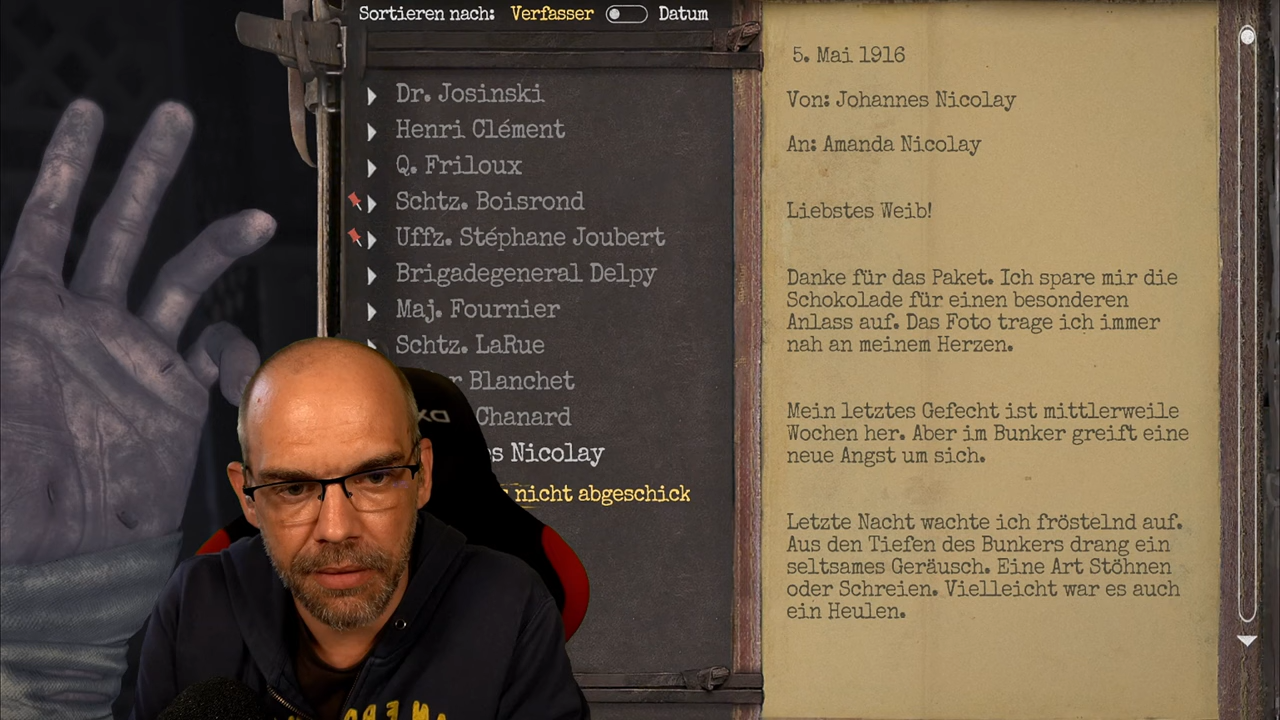 Sortieren nach: Verfasser Datum
Dr. Josinski
Henri Clément
Q. Friloux
Schtz. Boisrond
Uffz. Stéphane Joubert
Brigadegeneral Delpy
Maj. Fournier
Schtz. LaRue
Blanchet
Chanard
Nicolay
nicht abgeschick
5. Mai 1916
Von: Johannes Nicolay
An: Amanda Nicolay
Liebstes Weib!
Danke für das Paket. Ich spare mir die
Schokolade für einen besonderen
Anlass auf. Das Foto trage ich immer
nah an meinem Herzen.
Mein letztes Gefecht ist mittlerweile
Wochen her. Aber im Bunker greift eine
neue Angst um sich.
Letzte Nacht wachte ich fröstelnd auf.
Aus den Tiefen des Bunkers drang ein
seltsames Geräusch. Eine Art Stöhnen
oder Schreien. Vielleicht war es auch
ein Heulen.